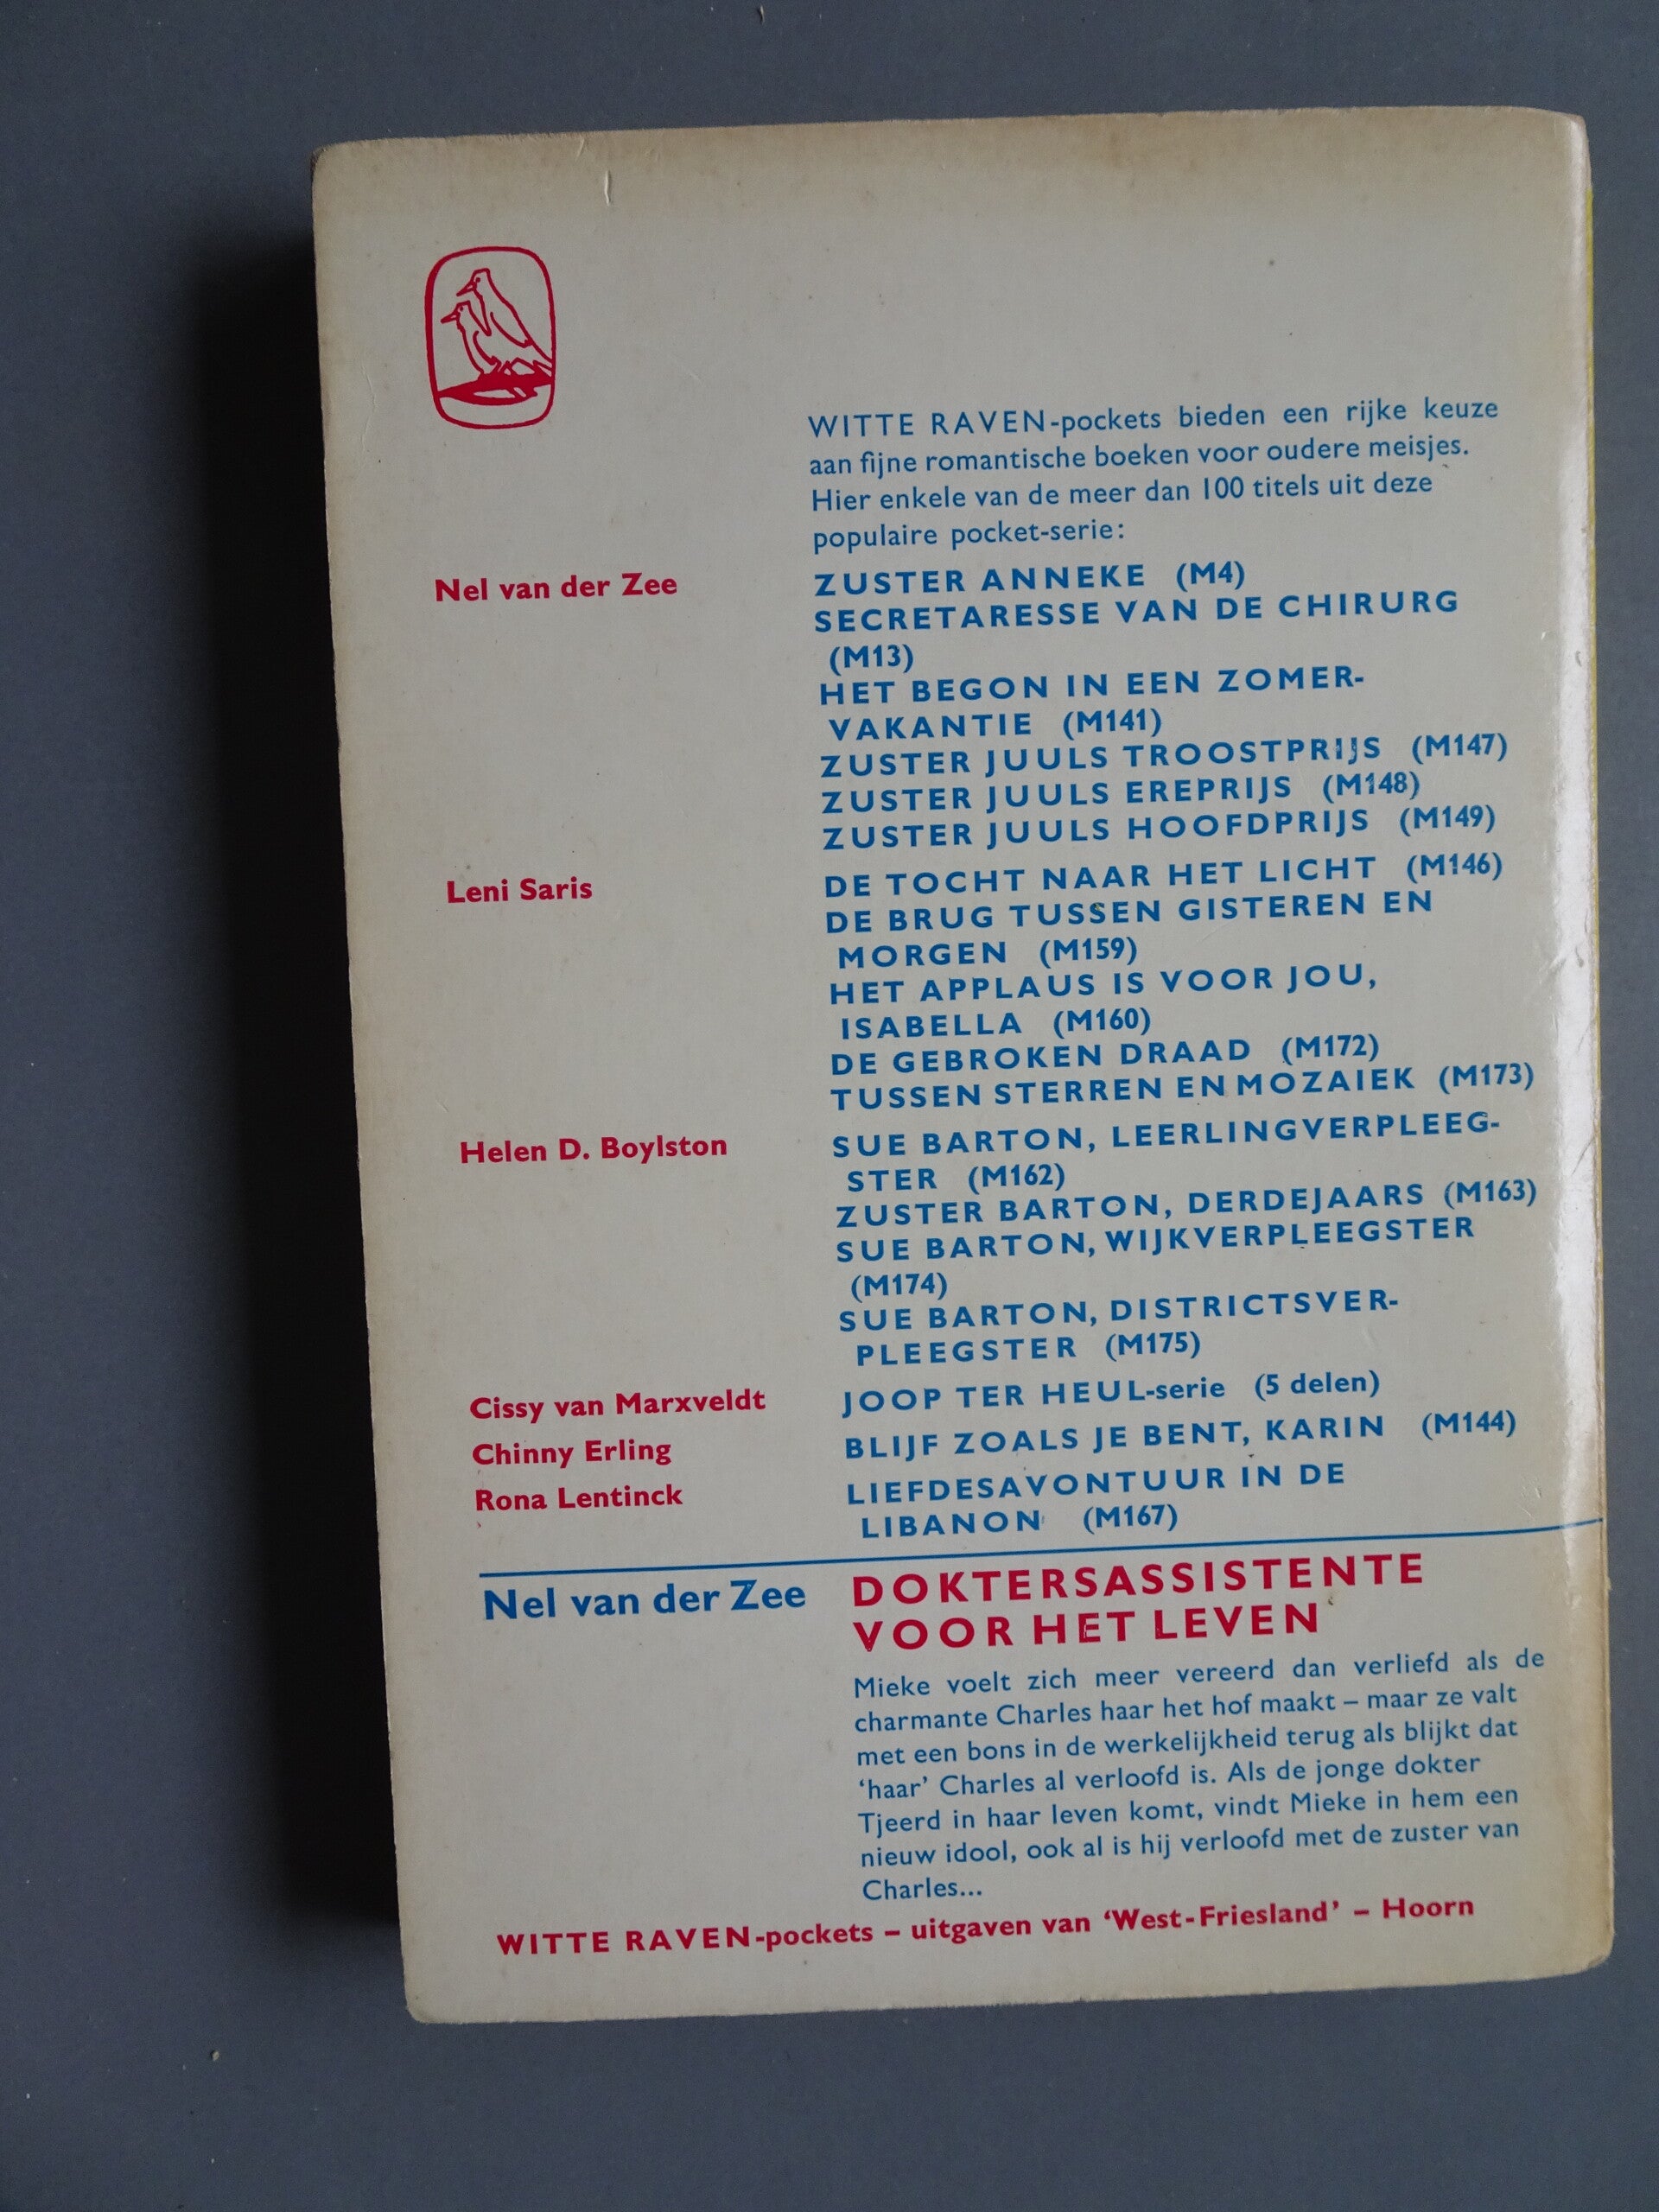 WITTE RAVEN-pockets bieden een rijke keuze
aan fijne romantische boeken voor oudere meisjes.
Hier enkele van de meer dan 100 titels uit deze
populaire pocket-serie:
Nel van der Zee ZUSTER ANNEKE (M4)
SECRETARESSE VAN DE CHIRURG
(M13)
HET BEGON IN EEN ZOMER-
VAKANTIE (M141)
ZUSTER JUULS TROOSTPRIJS (M147)
ZUSTER JUULS EREPRIJS (M148)
ZUSTER JUULS HOOFDPRIJS (M149)
Leni Saris DE TOCHT NAAR HET LICHT (M146)
DE BRUG TUSSEN GISTEREN EN
MORGEN (M159)
HET APPLAUS IS VOOR JOU,
ISABELLA (M160)
DE GEBROKEN DRAAD (M172)
TUSSEN STERREN EN MOZAIEK (M173)
Helen D. Boylston SUE BARTON, LEERLINGVERPLEEG-
STER (M162)
ZUSTER BARTON, DERDEJAARS (M163)
SUE BARTON, WIJKVERPLEEGSTER
(M174)
SUE BARTON, DISTRICTSVER-
PLEEGSTER (M175)
Cissy van Marxveldt JOOP TER HEUL-serie (5 delen)
Chinny Erling BLIJF ZOALS JE BENT, KARIN (M144)
Rona Lentinck LIEFDESAVONTUUR IN DE
LIBANON (M167)
Nel van der Zee DOKTERSASSISTENTE
VOOR HET LEVEN
Mieke voelt zich meer vereerd dan verliefd als de
charmante Charles haar het hof maakt – maar ze valt
met een bons in de werkelijkheid terug als blijkt dat
‘haar’ Charles al verloofd is. Als de jonge dokter
Tjeerd in haar leven komt, vindt Mieke in hem een
nieuw idool, ook al is hij verloofd met de zuster van
Charles...
WITTE RAVEN-pockets – uitgaven van ‘West-Friesland’ – Hoorn